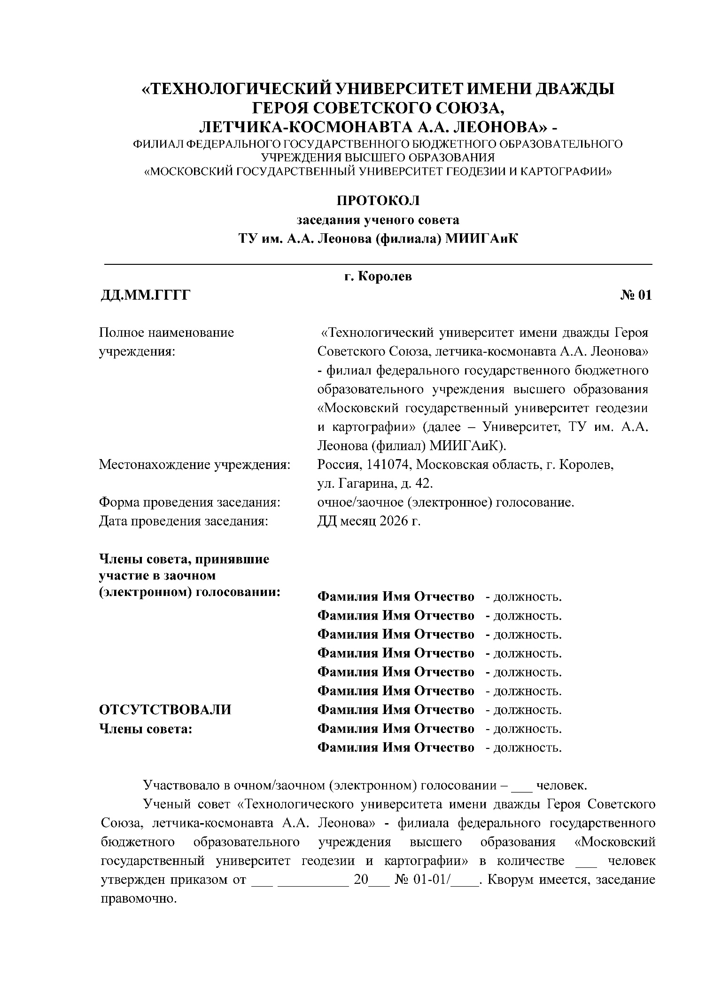 «ТЕХНОЛОГИЧЕСКИЙ УНИВЕРСИТЕТ ИМЕНИ ДВАЖДЫ
ГЕРОЯ СОВЕТСКОГО СОЮЗА,
ЛЕТЧИКА-КОСМОНАВТА А.А. ЛЕОНОВА» -
ФИЛИАЛ ФЕДЕРАЛЬНОГО ГОСУДАРСТВЕННОГО БЮДЖЕТНОГО ОБРАЗОВАТЕЛЬНОГО
УЧРЕЖДЕНИЯ ВЫСШЕГО ОБРАЗОВАНИЯ
«МОСКОВСКИЙ ГОСУДАРСТВЕННЫЙ УНИВЕРСИТЕТ ГЕОДЕЗИИ И КАРТОГРАФИИ»
ПРОТОКОЛ
заседания ученого совета
ТУ им. А.А. Леонова (филиала) МИИГАиК
г. Королев
ДД.ММ.ГГГГ № 01
Полное наименование «Технологический университет имени дважды Героя
учреждения: Советского Союза, летчика-космонавта А.А. Леонова»
- филиал федерального государственного бюджетного
образовательного учреждения высшего образования
«Московский государственный университет геодезии
и картографии» (далее – Университет, ТУ им. А.А.
Леонова (филиал) МИИГАиК).
Местонахождение учреждения: Россия, 141074, Московская область, г. Королев,
ул. Гагарина, д. 42.
Форма проведения заседания: очное/заочное (электронное) голосование.
Дата проведения заседания: ДД месяц 2026 г.
Члены совета, принявшие
участие в заочном
(электронном) голосовании: Фамилия Имя Отчество - должность.
Фамилия Имя Отчество - должность.
Фамилия Имя Отчество - должность.
Фамилия Имя Отчество - должность.
Фамилия Имя Отчество - должность.
Фамилия Имя Отчество - должность.
ОТСУТСТВОВАЛИ Фамилия Имя Отчество - должность.
Члены совета: Фамилия Имя Отчество - должность.
Фамилия Имя Отчество - должность.
Участвовало в очном/заочном (электронном) голосовании – ___ человек.
Ученый совет «Технологического университета имени дважды Героя Советского
Союза, летчика-космонавта А.А. Леонова» - филиала федерального государственного
бюджетного образовательного учреждения высшего образования «Московский
государственный университет геодезии и картографии» в количестве ___ человек
утвержден приказом от ___ __________ 20___ № 01-01/____. Кворум имеется, заседание
правомочно.